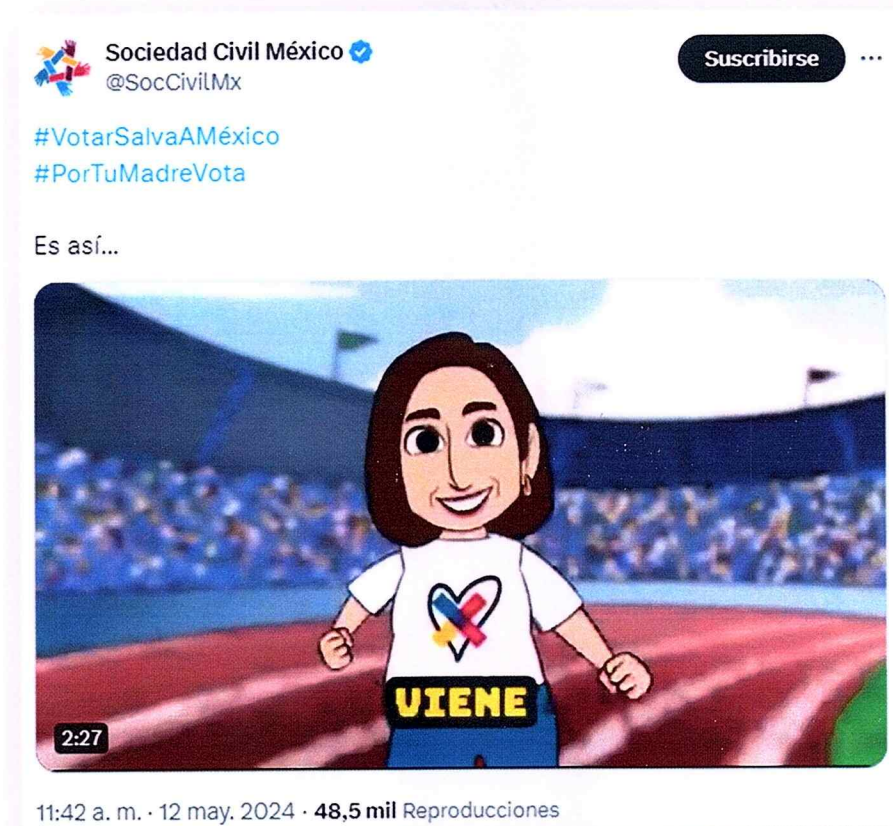 Sociedad Civil México
Suscribirse
@SocCivilMx
#VotarSalvaAMéxico
#PorTuMadreVota
Es así...
VIENE
2:27
11:42 a. m. · 12 may. 2024 · 48,5 mil Reproducciones